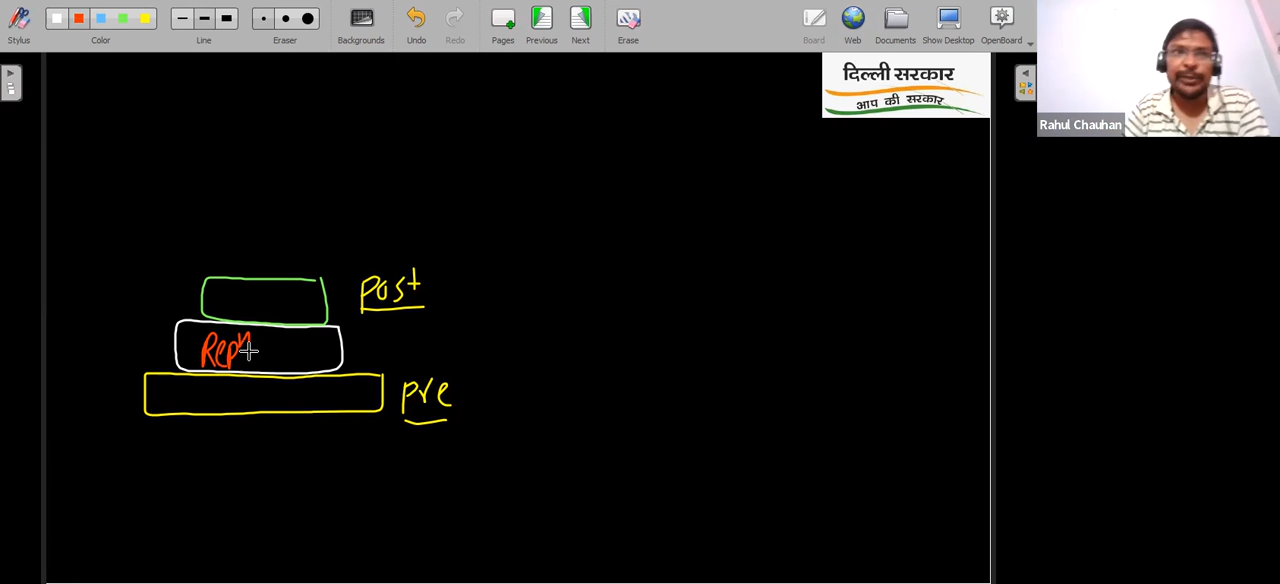 Stylus
Color
Line
Eraser
Backgrounds
Undo
Redo
Pages
Previous
Next
Erase
Board
Web
Documents
Show Desktop
OpenBoard
दिल्ली सरकार
आप की सरकार
Rahul Chauhan
Post
Repn
pre